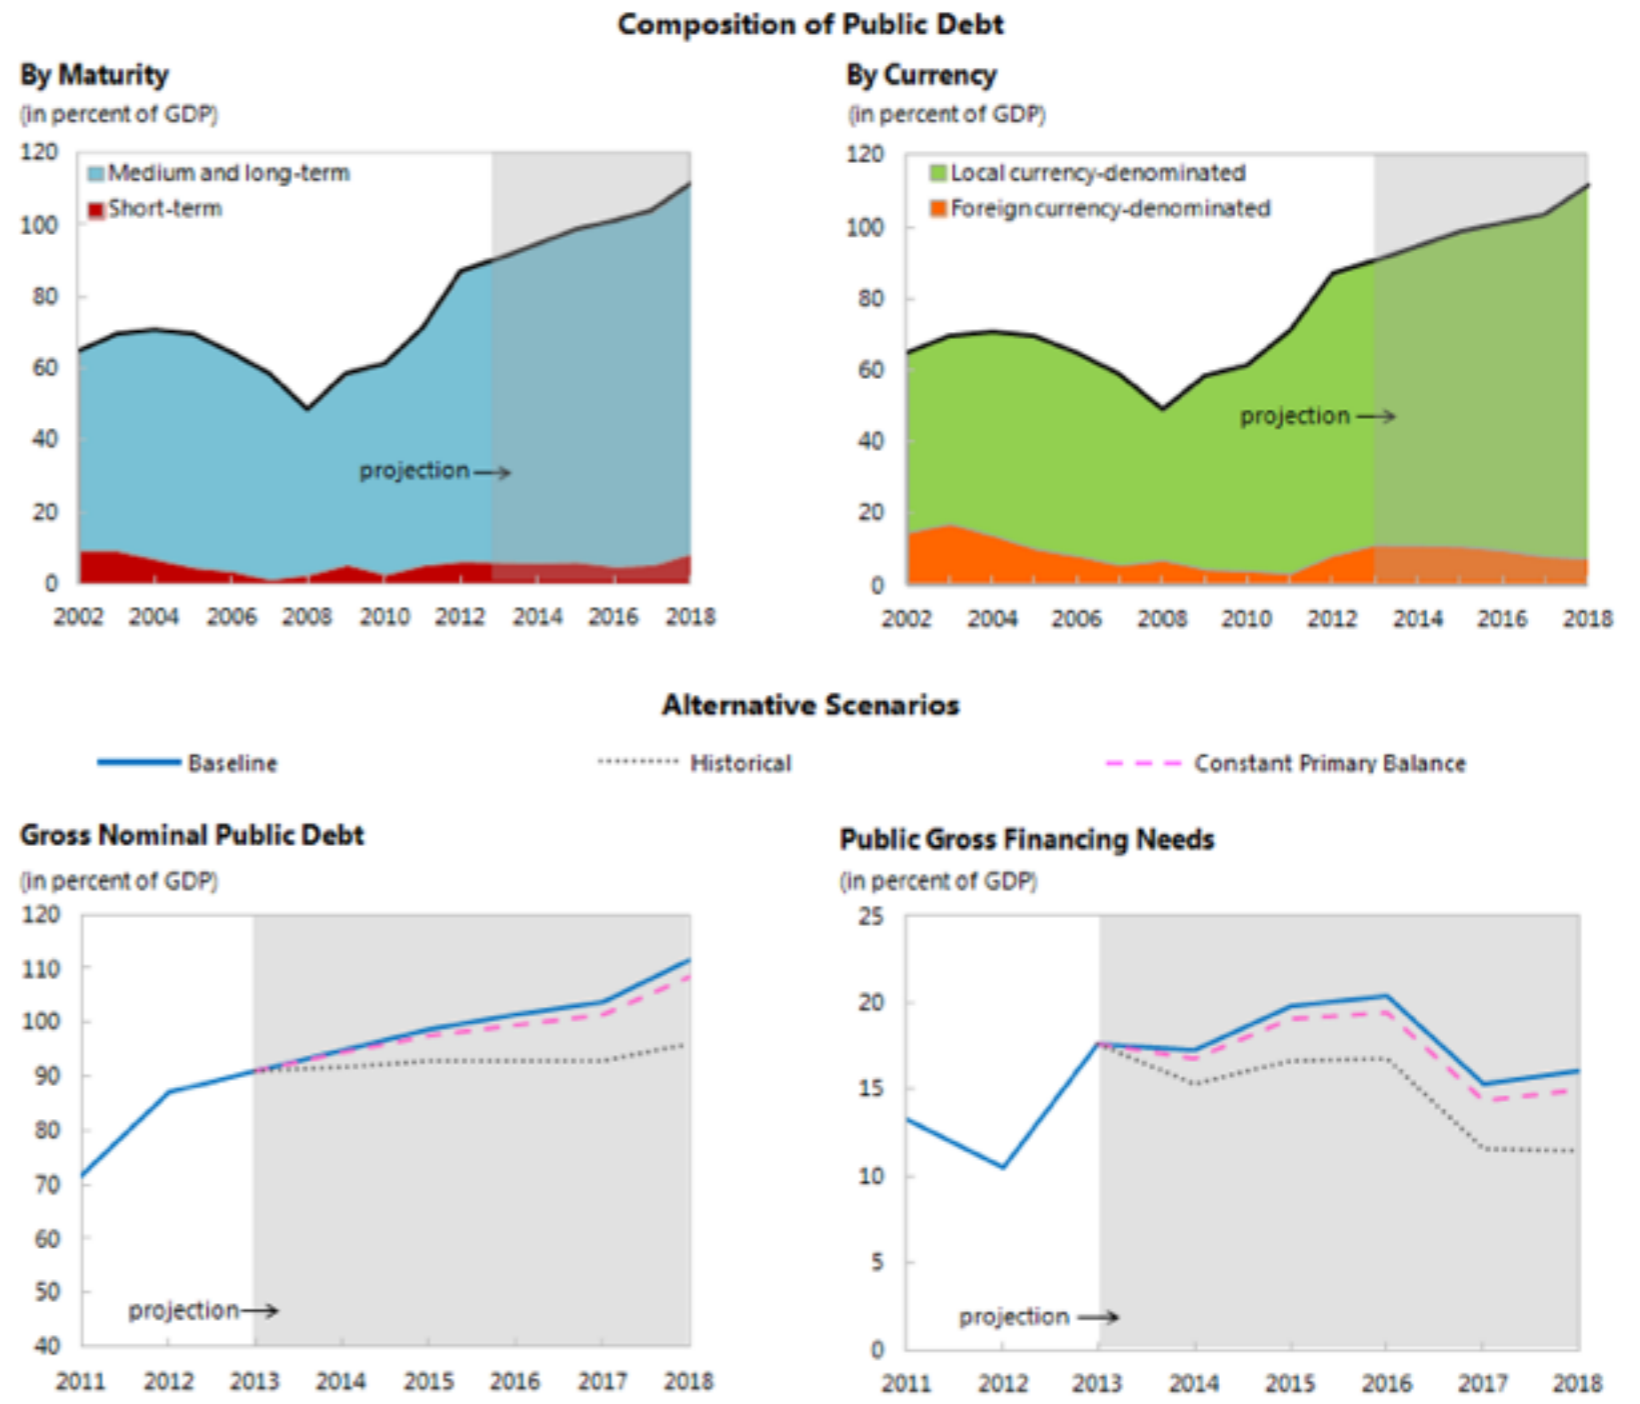 Composition of Public Debt
By Maturity
(in percent of GDP)
120
100
80
60
40
20
0
Medium and long-term
Short-term
projection
2002 2004 2006 2008 2010 2012 2014 2016 2018
By Currency
(in percent of GDP)
120
100
80
60
40
20
0
Local currency-denominated
Foreign currency-denominated
projection
2002 2004 2006 2008 2010 2012 2014 2016 2018
Alternative Scenarios
Baseline
Historical
Constant Primary Balance
Gross Nominal Public Debt
(in percent of GDP)
120
110
100
90
80
70
60
50
40
projection
2011 2012 2013 2014 2015 2016 2017 2018
Public Gross Financing Needs
(in percent of GDP)
25
20
15
10
5
0
projection
2011 2012 2013 2014 2015 2016 2017 2018